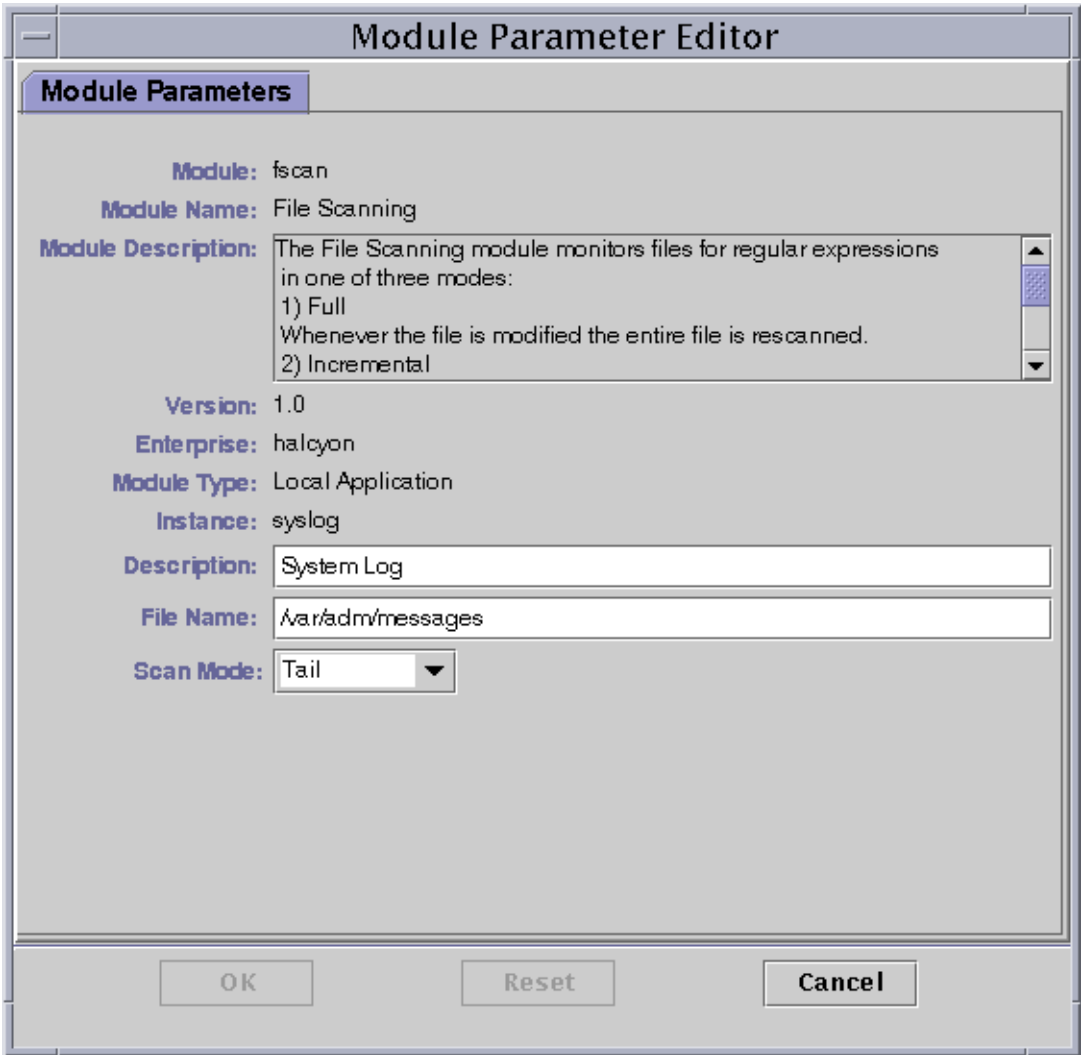 Module Parameter Editor
Module Parameters
Module: fscan
Module Name: File Scanning
Module Description: The File Scanning module monitors files for regular expressions
in one of three modes:
1) Full
Whenever the file is modified the entire file is rescanned.
2) Incremental
Version: 1.0
Enterprise: halcyon
Module Type: Local Application
Instance: syslog
Description: System Log
File Name: /var/adm/messages
Scan Mode: Tail
OK Reset Cancel